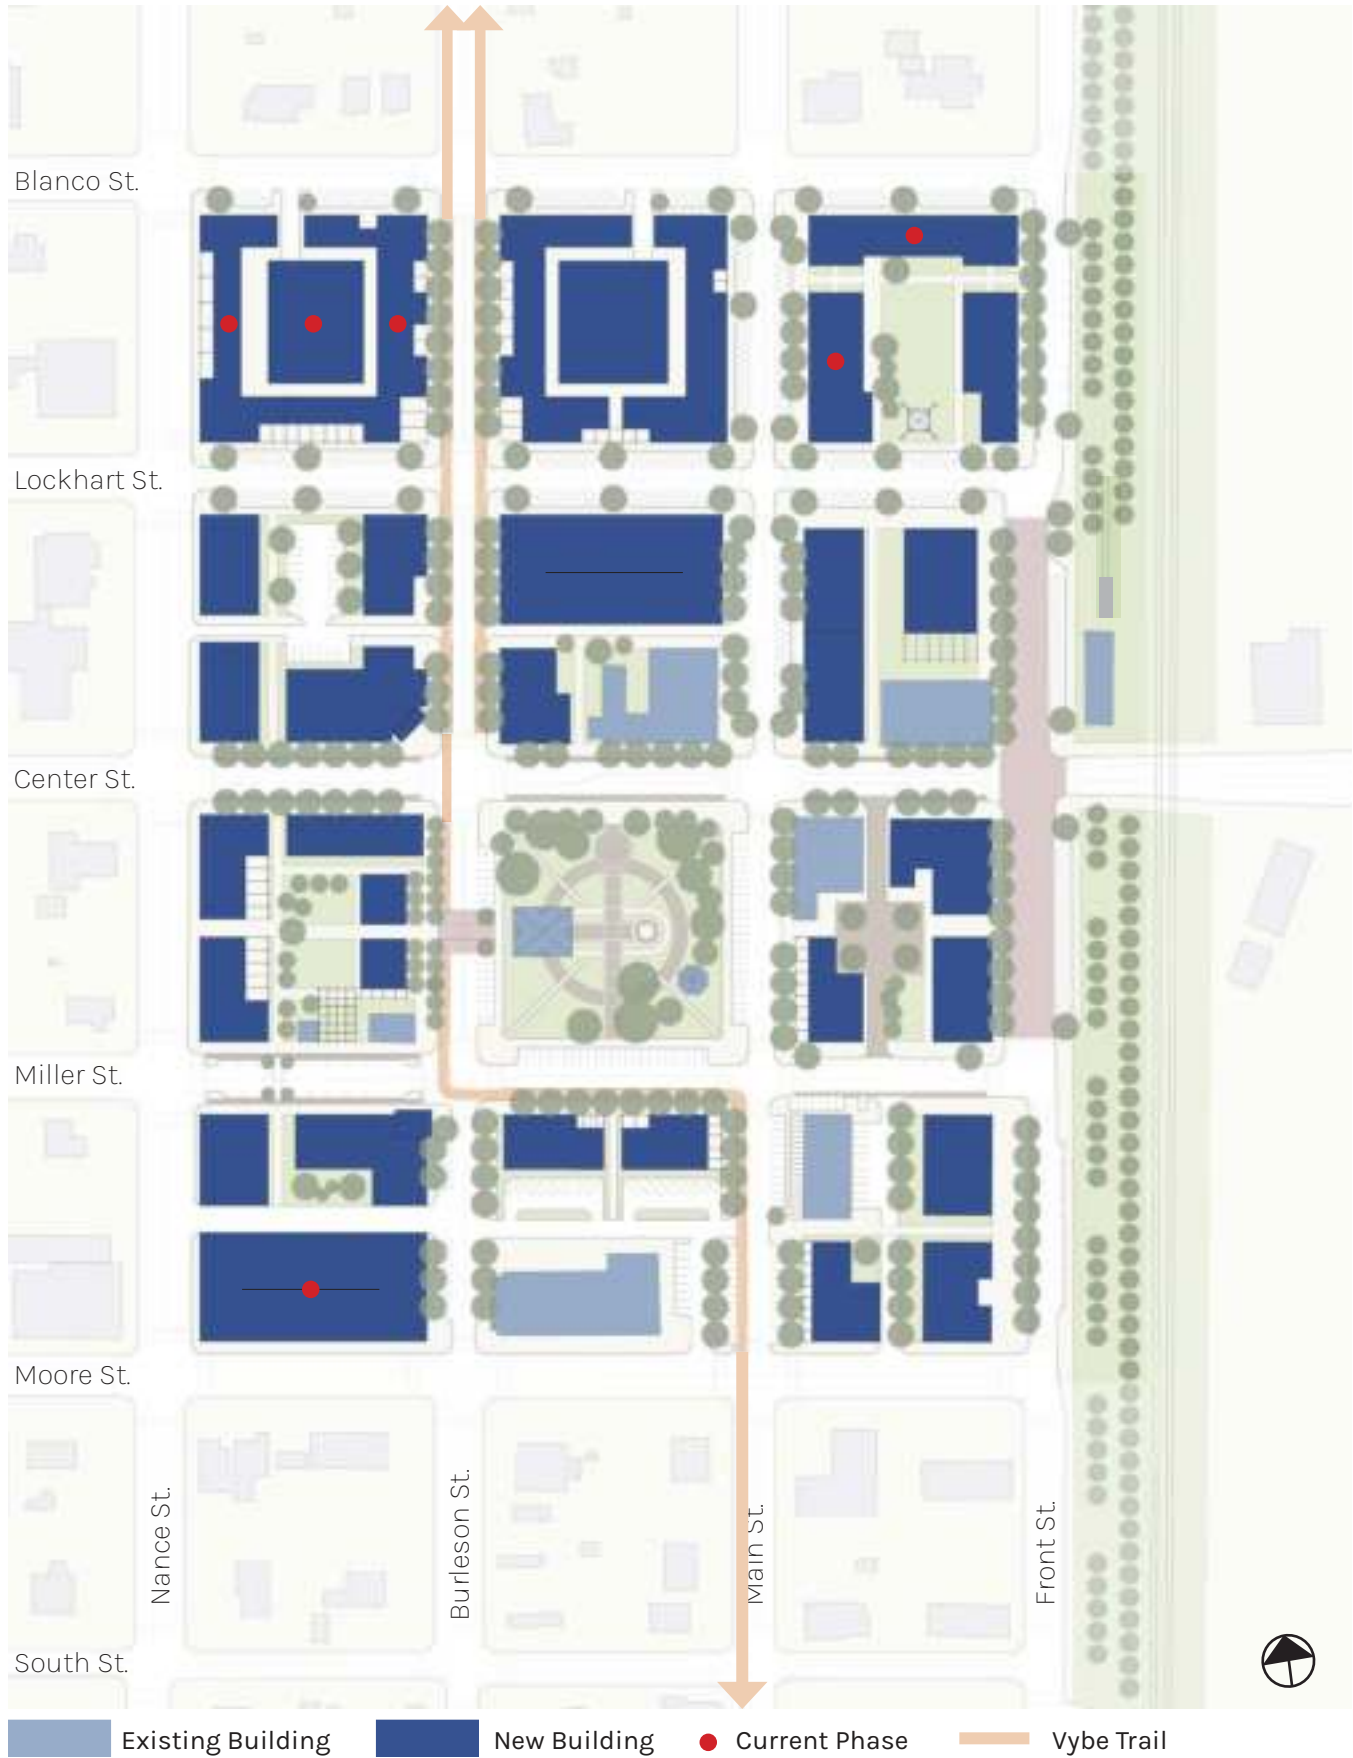 Blanco St.
Lockhart St.
Center St.
Miller St.
Moore St.
Nance St.
Burleson St.
Main St.
Front St.
South St.
Existing Building
New Building
Current Phase
Vybe Trail